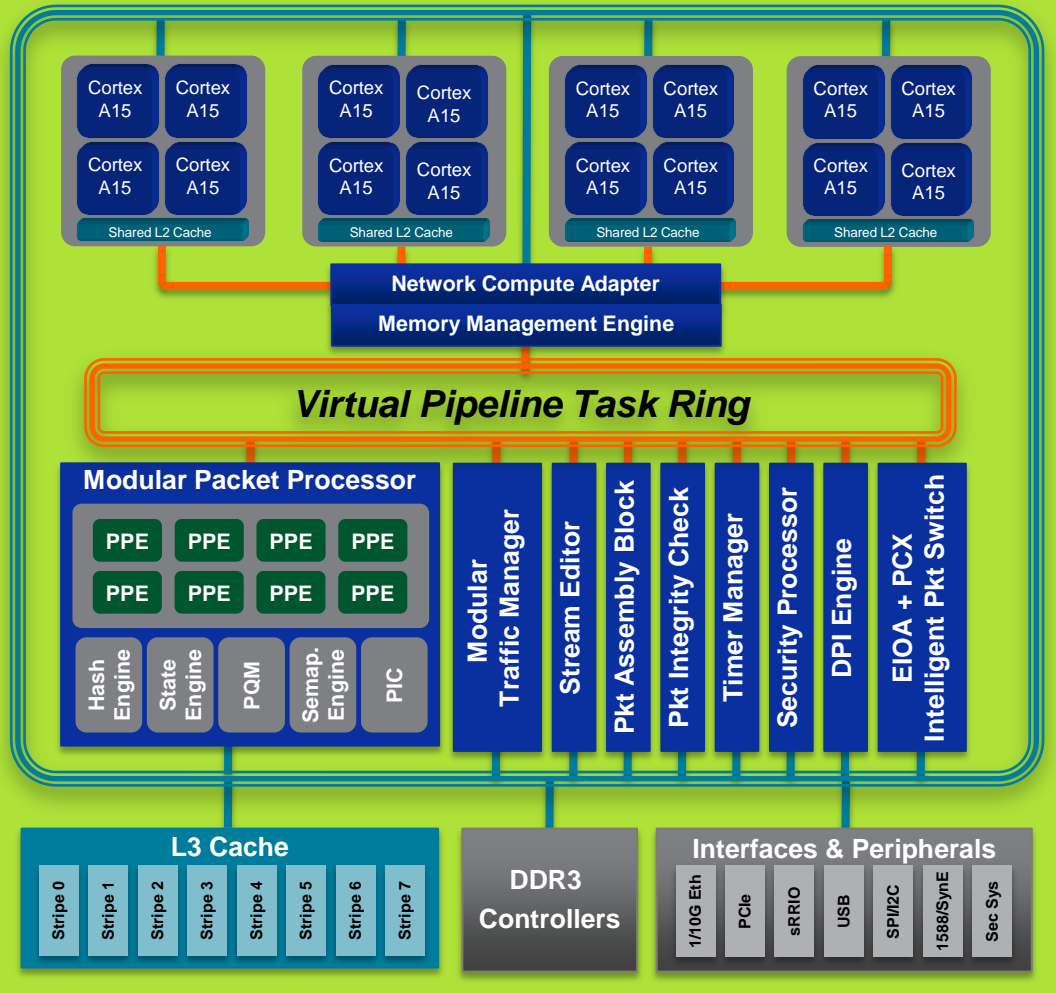 Cortex
A15
Cortex
A15
Cortex
A15
Cortex
A15
Shared L2 Cache
Cortex
A15
Cortex
A15
Cortex
A15
Cortex
A15
Shared L2 Cache
Cortex
A15
Cortex
A15
Cortex
A15
Cortex
A15
Shared L2 Cache
Cortex
A15
Cortex
A15
Cortex
A15
Cortex
A15
Shared L2 Cache
Network Compute Adapter
Memory Management Engine
Virtual Pipeline Task Ring
Modular Packet Processor
PPE
PPE
PPE
PPE
PPE
PPE
PPE
PPE
Hash
Engine
State
Engine
PQM
Semap.
Engine
PIC
Modular
Traffic Manager
Stream Editor
Pkt Assembly Block
Pkt Integrity Check
Timer Manager
Security Processor
DPI Engine
EIOA + PCX
Intelligent Pkt Switch
L3 Cache
Stripe 0
Stripe 1
Stripe 2
Stripe 3
Stripe 4
Stripe 5
Stripe 6
Stripe 7
DDR3
Controllers
Interfaces & Peripherals
1/10G Eth
PCIe
sRRIO
USB
SPI/I2C
1588/SynE
Sec Sys